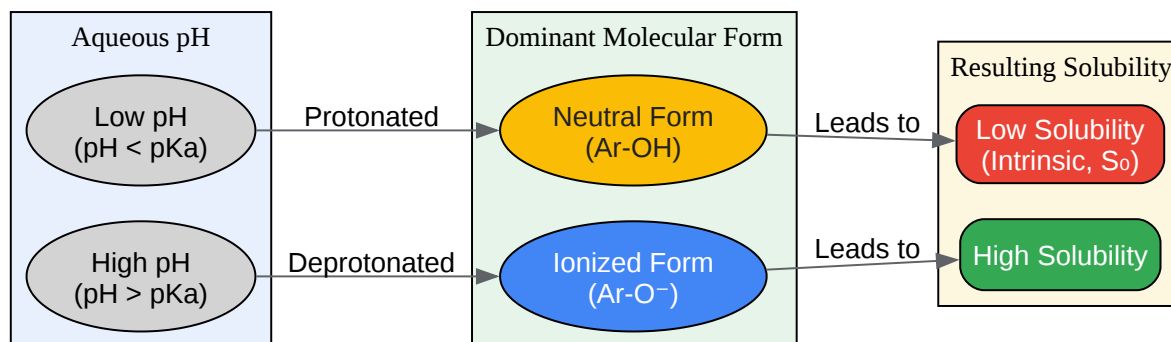 Aqueous pH
Low pH
(pH < pKa)
High pH
(pH > pKa)
Protonated
Deprotonated
Dominant Molecular Form
Neutral Form
(Ar-OH)
Ionized Form
(Ar-O⁻)
Leads to
Leads to
Resulting Solubility
Low Solubility
(Intrinsic, S₀)
High Solubility